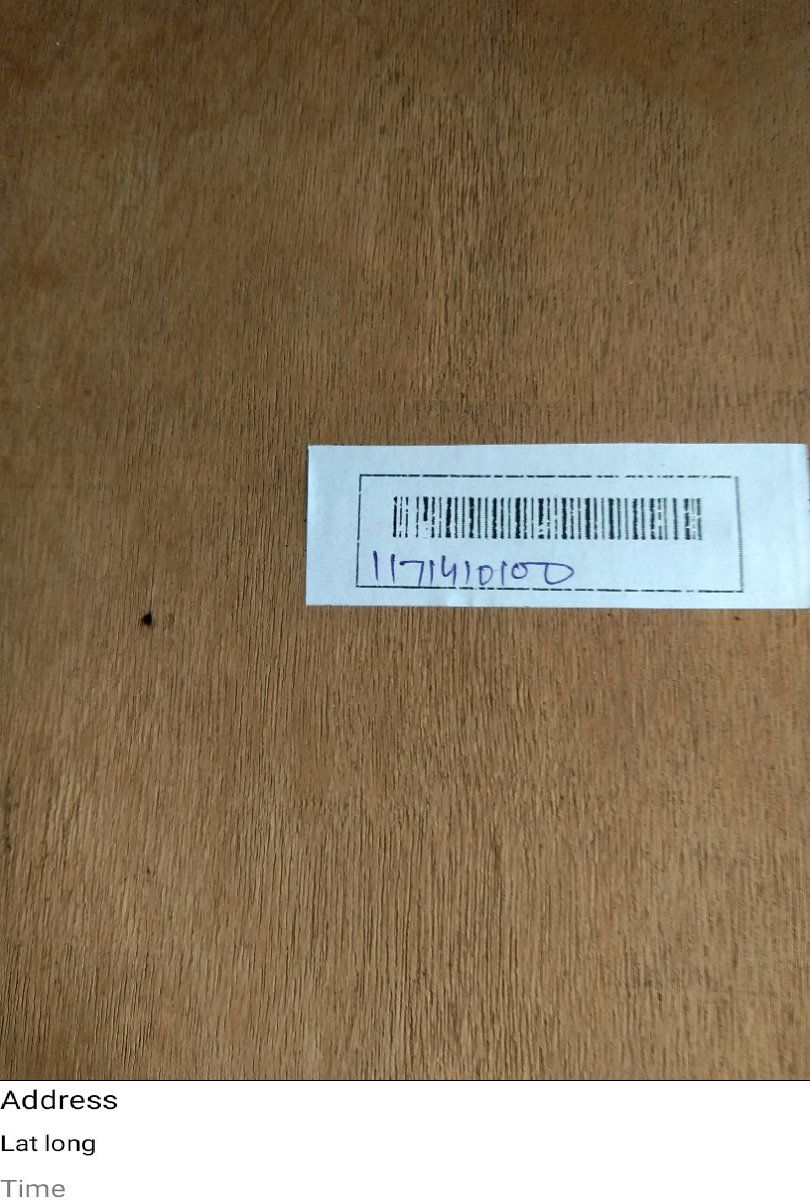 1171410100
Address
Lat long
Time